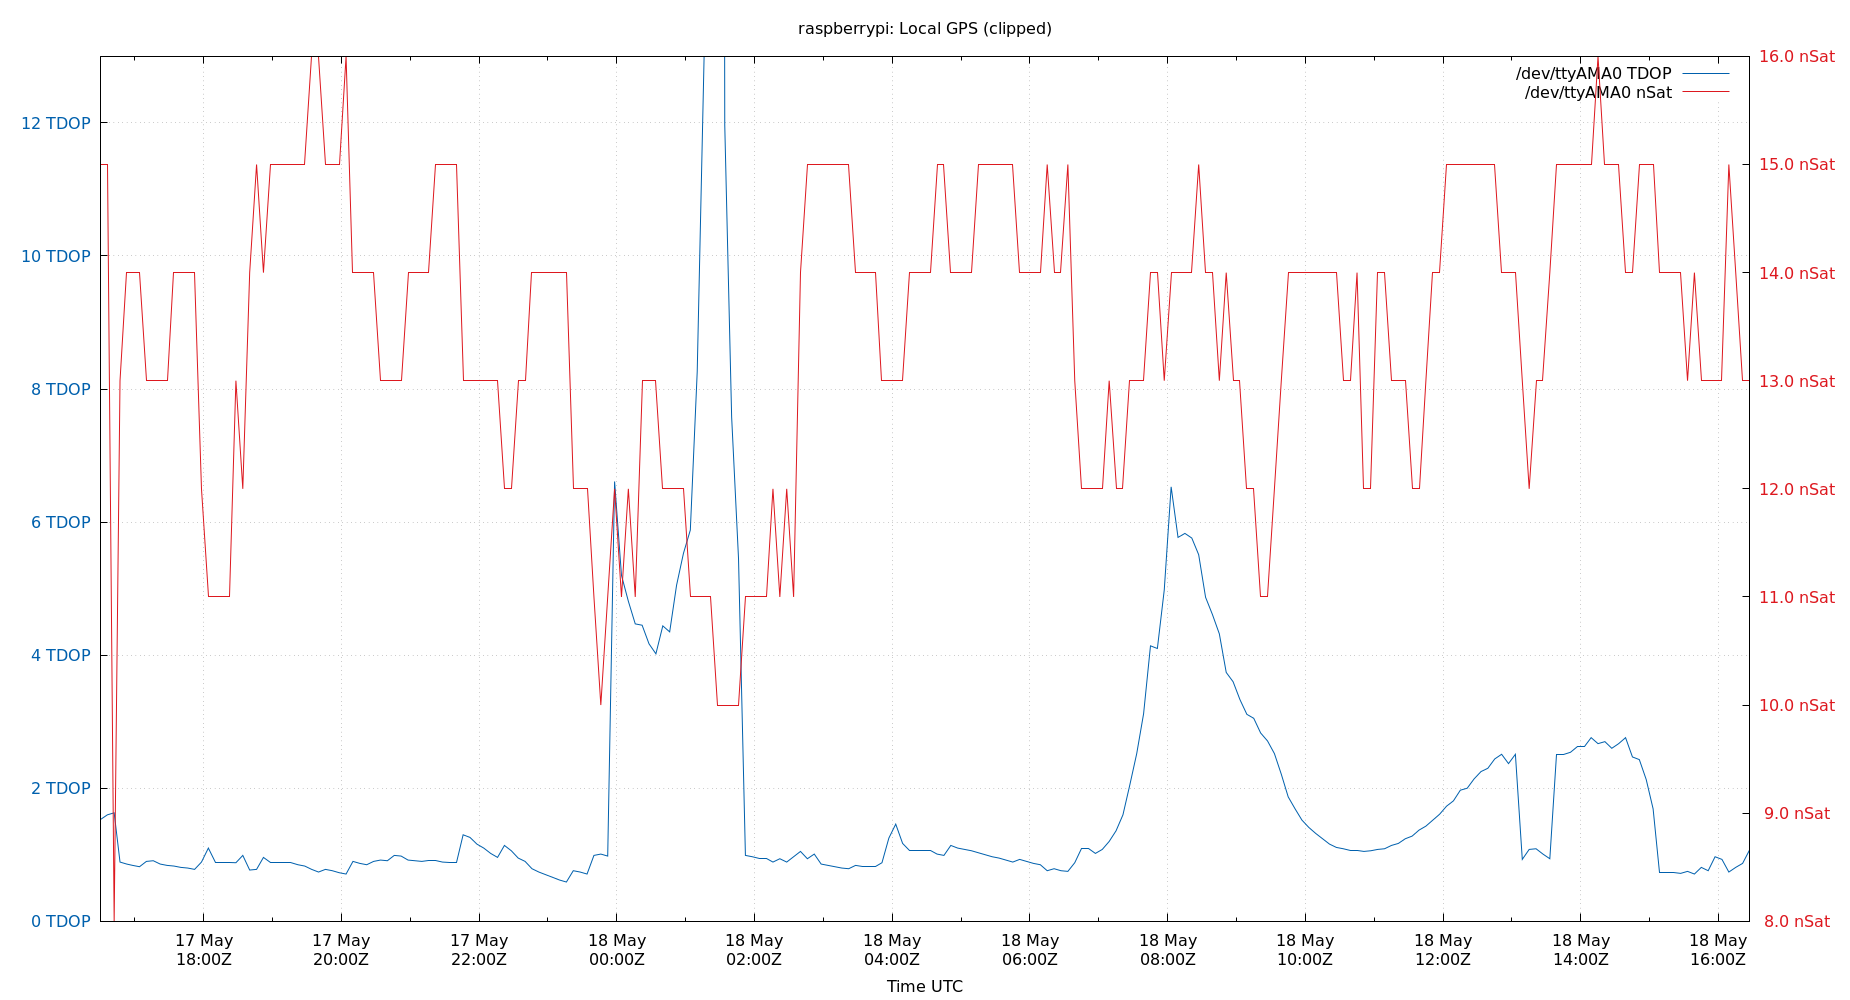 raspberrypi: Local GPS (clipped)
/dev/ttyAMA0 TDOP
/dev/ttyAMA0 nSat
12 TDOP
10 TDOP
8 TDOP
6 TDOP
4 TDOP
2 TDOP
0 TDOP
16.0 nSat
15.0 nSat
14.0 nSat
13.0 nSat
12.0 nSat
11.0 nSat
10.0 nSat
9.0 nSat
8.0 nSat
17 May
18:00Z
17 May
20:00Z
17 May
22:00Z
18 May
00:00Z
18 May
02:00Z
18 May
04:00Z
18 May
06:00Z
18 May
08:00Z
18 May
10:00Z
18 May
12:00Z
18 May
14:00Z
18 May
16:00Z
Time UTC